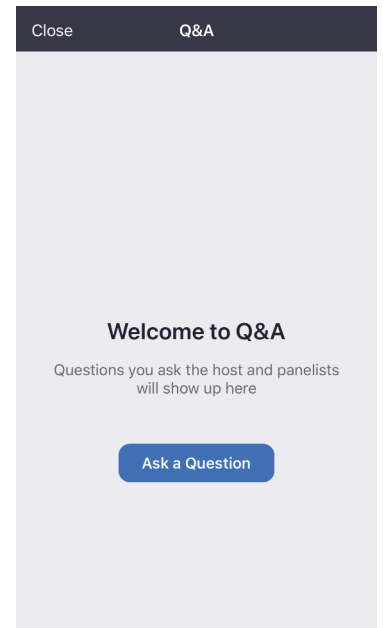 Close
Q&A
Welcome to Q&A
Questions you ask the host and panelists
will show up here
Ask a Question